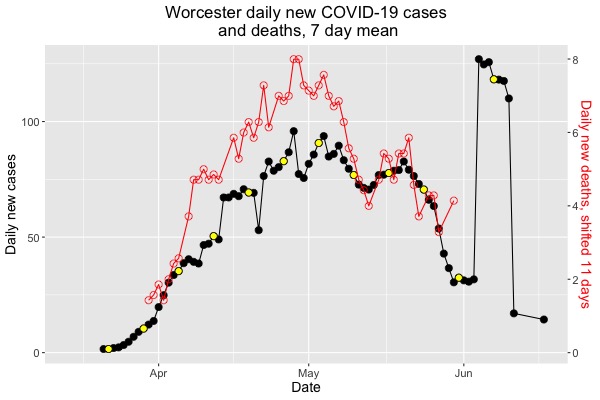 Worcester daily new COVID-19 cases
and deaths, 7 day mean
Daily new cases
100
50
0
8
6
4
2
0
Daily new deaths, shifted 11 days
Apr May Jun
Date